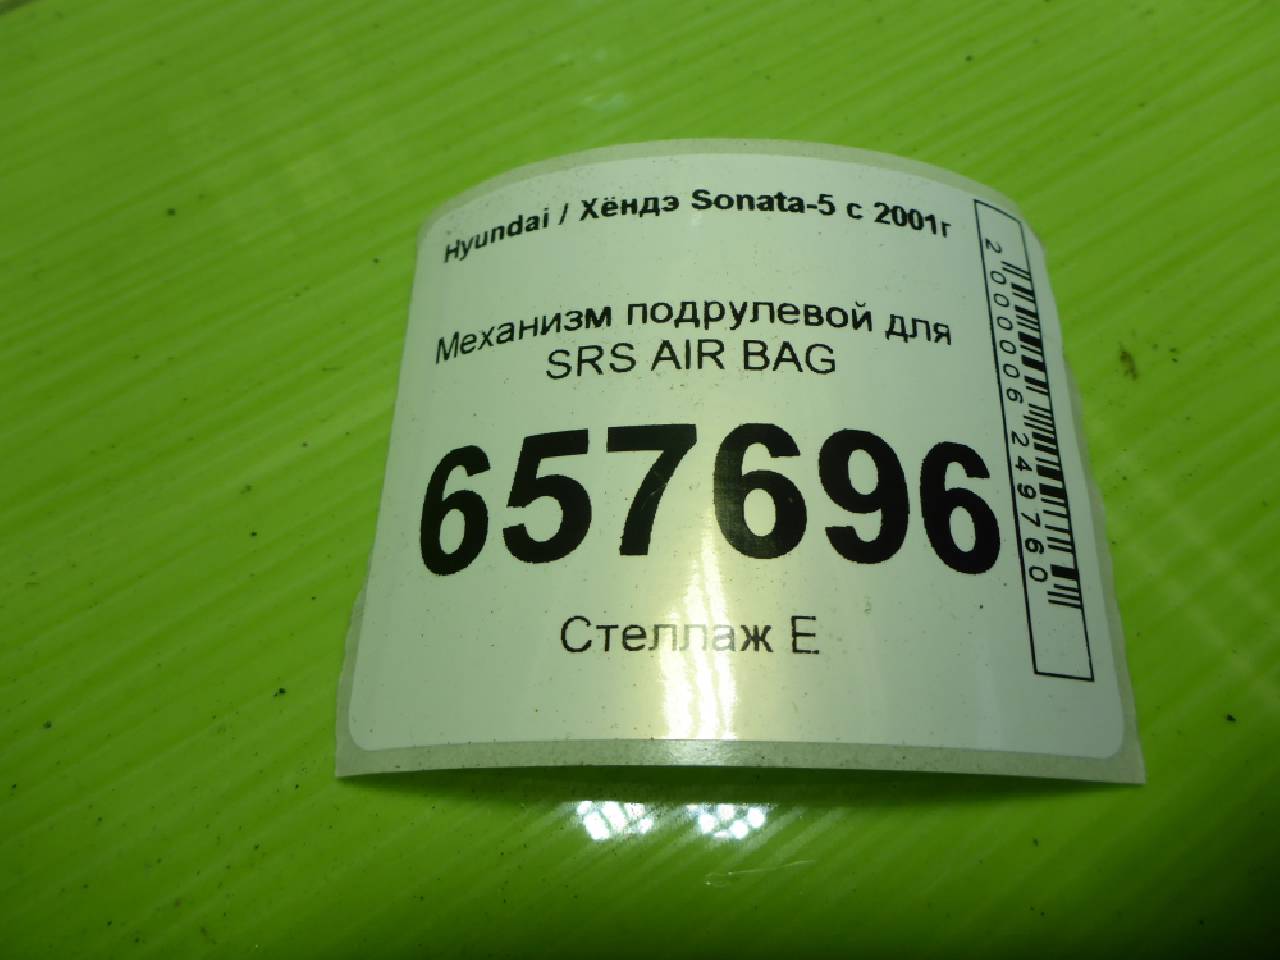 Hyundai / Хёндэ Sonata-5 с 2001г
Механизм подрулевой для
SRS AIR BAG
657696
Стеллаж Е
2000006249760